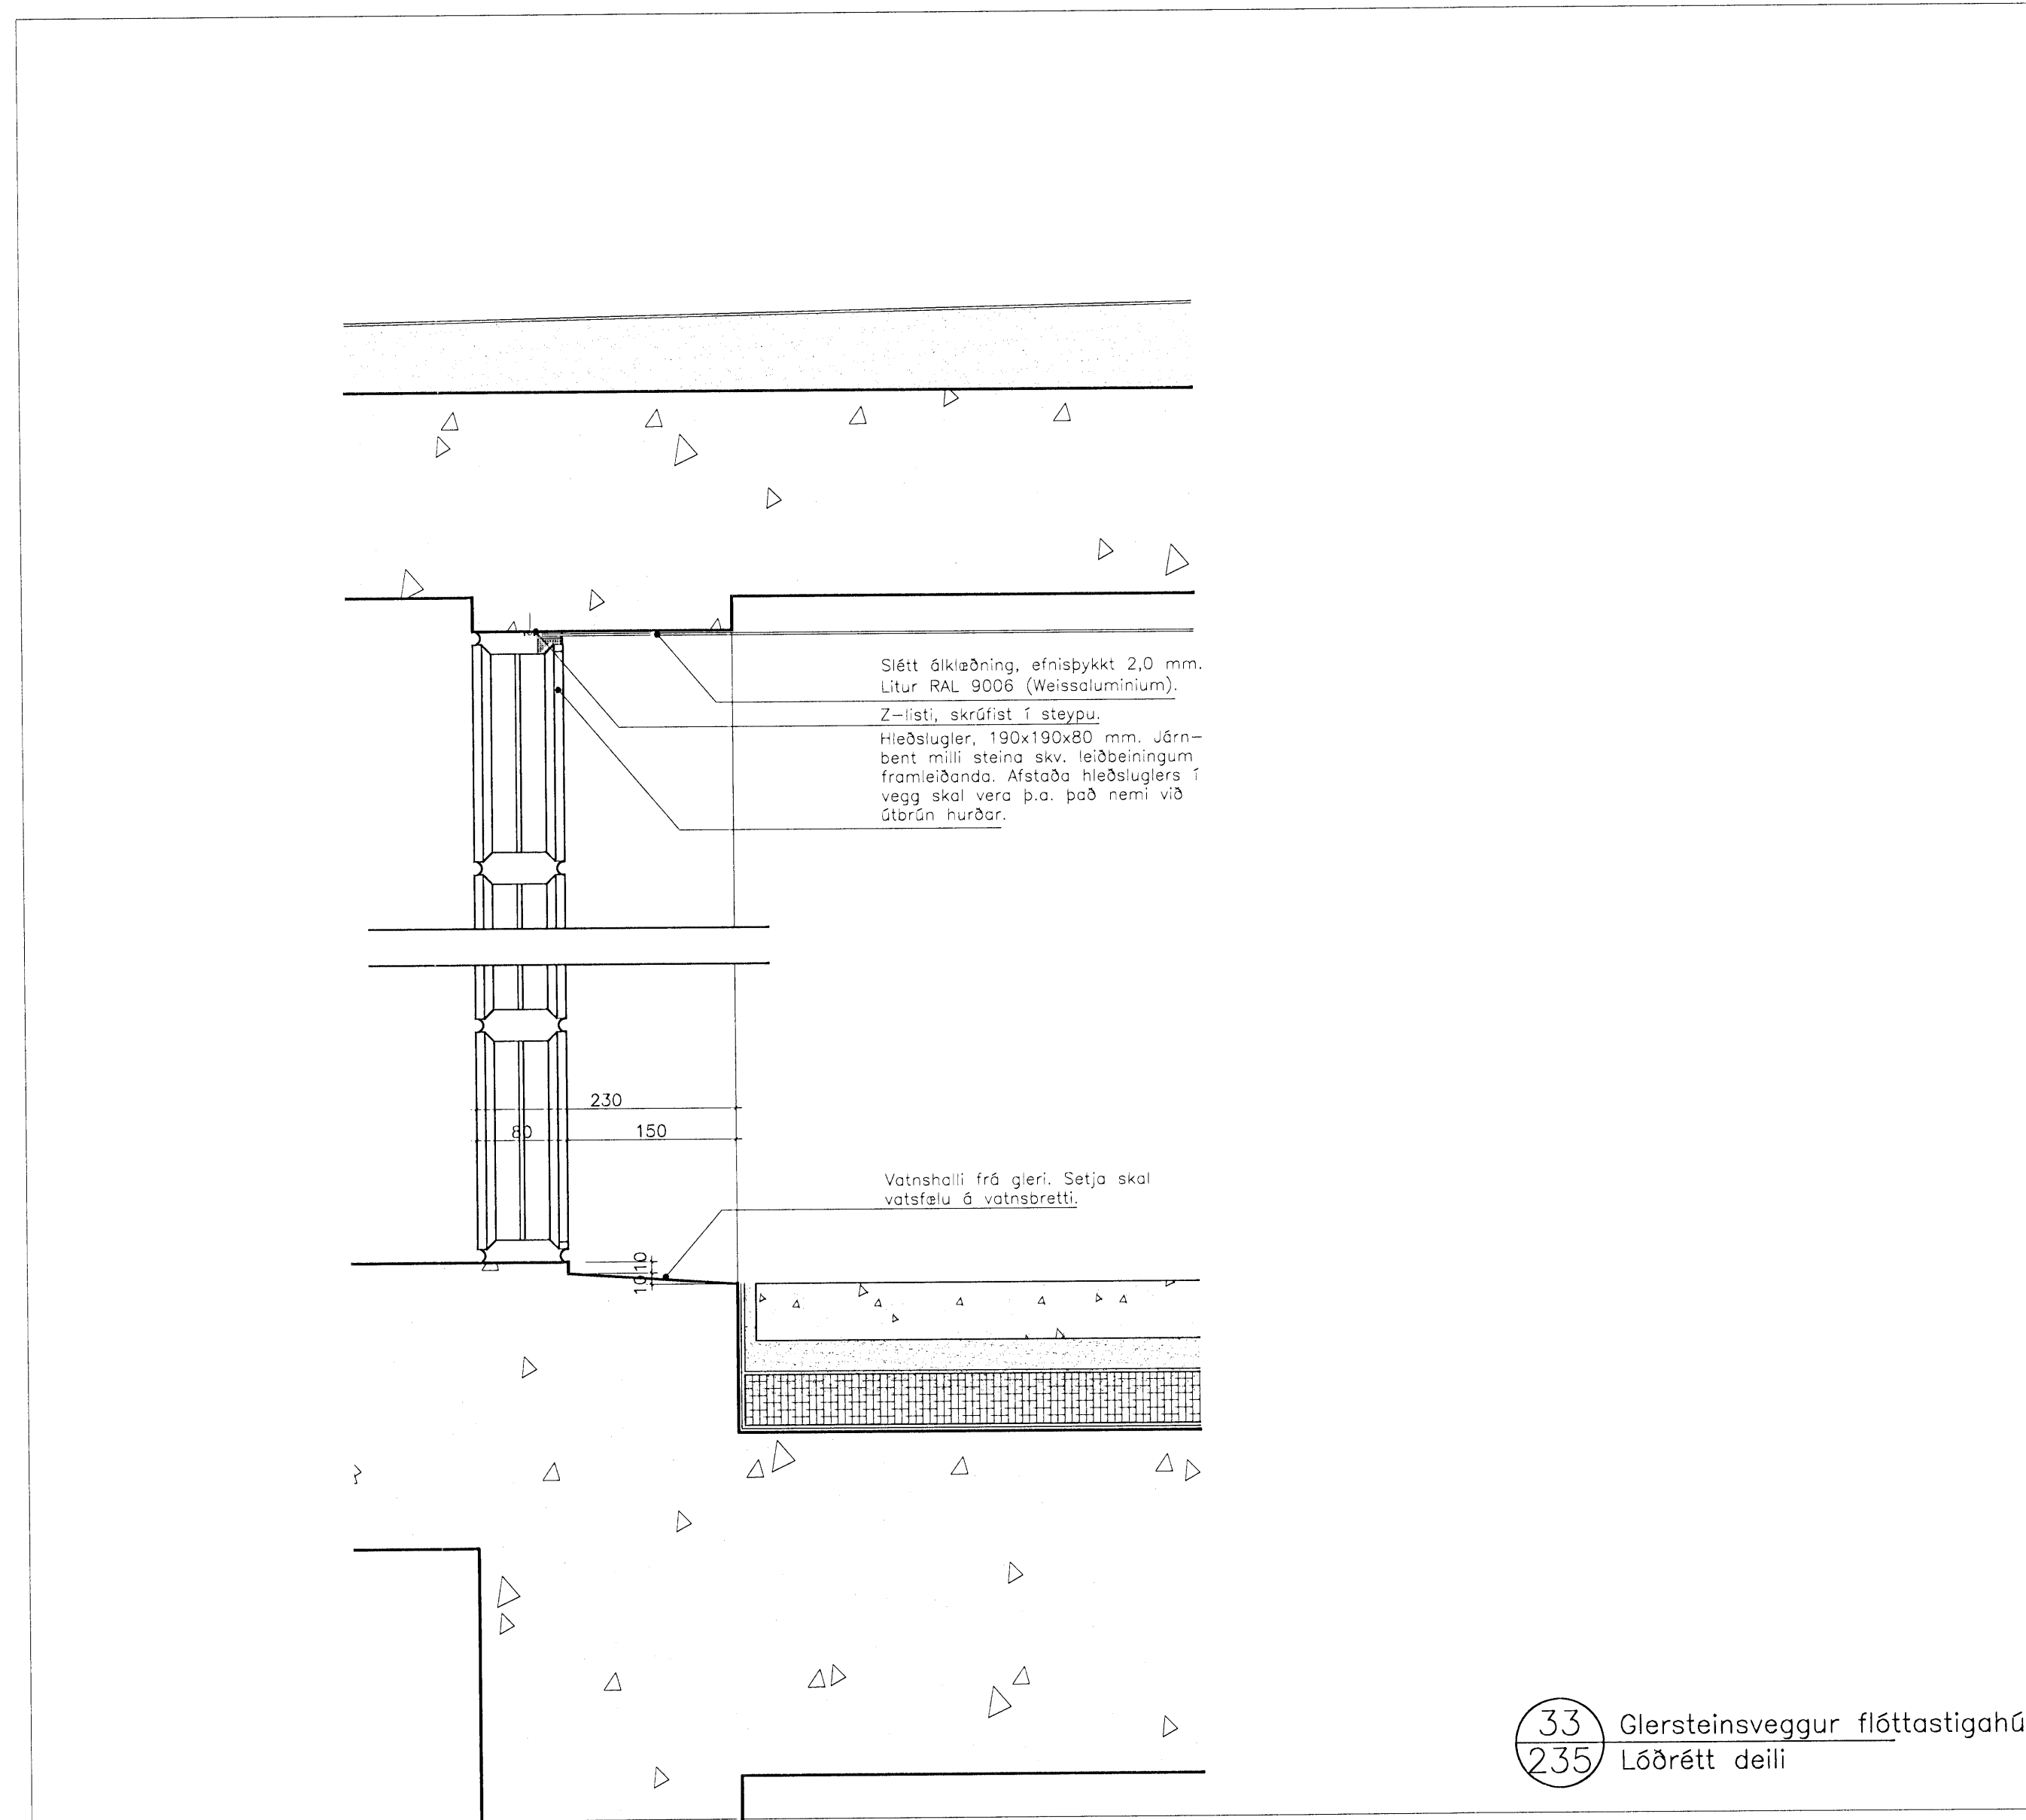 Slétt álklæðning, efnisþykkt 2,0 mm.
Litur RAL 9006 (Weissaluminium).
Z-listi, skrúfist í steypu.
Hleðslugler, 190x190x80 mm. Járn-
bent milli steina skv. leiðbeiningum
framleiðanda. Afstaða hleðsluglers í
vegg skal vera þ.a. það nemi við
útbrún hurðar.
230
80
150
Vatnshalli frá gleri. Setja skal
vatsfælu á vatnsbretti.
10
10
33
Glersteinsveggur flóttastigahú
235
Lóðrétt deili